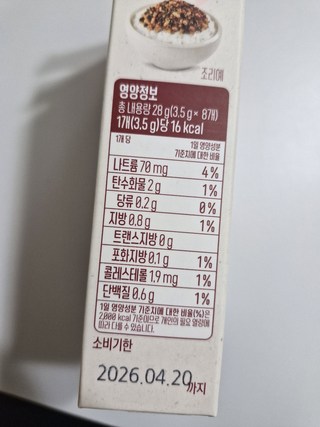 조리예
영양정보
총 내용량 28 g(3.5 g× 8개)
1개(3.5 g)당 16 kcal
1개 당 1일 영양성분
기준치에 대한 비율
나트륨 70 mg 4 %
탄수화물 2 g 1%
당류 0.2 g 0 %
지방 0.8 g 1%
트랜스지방 0 g
포화지방 0.1 g 1%
콜레스테롤 1.9 mg 1%
단백질 0.6 g 1%
1일 영양성분 기준치에 대한 비율(%)은
2,000 kcal 기준이므로 개인의 필요 열량에
따라 다를 수 있습니다.
소비기한
2026.04.20까지